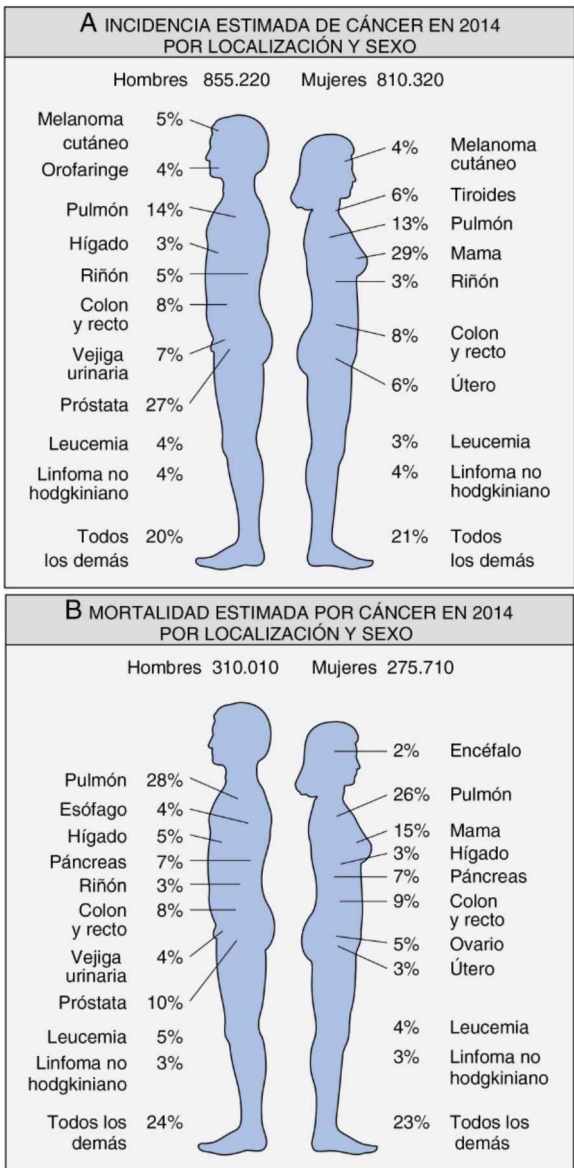 A INCIDENCIA ESTIMADA DE CÁNCER EN 2014
POR LOCALIZACIÓN Y SEXO
Hombres 855.220 Mujeres 810.320
Melanoma 5%
cutáneo
Orofaringe 4%
Pulmón 14%
Hígado 3%
Riñón 5%
Colon 8%
y recto
Vejiga 7%
urinaria
Próstata 27%
Leucemia 4%
Linfoma no 4%
hodgkiniano
Todos 20%
los demás
4% Melanoma
cutáneo
6% Tiroides
13% Pulmón
29% Mama
3% Riñón
8% Colon
y recto
6% Útero
3% Leucemia
4% Linfoma no
hodgkiniano
21% Todos
los demás
B MORTALIDAD ESTIMADA POR CÁNCER EN 2014
POR LOCALIZACIÓN Y SEXO
Hombres 310.010 Mujeres 275.710
Pulmón 28%
Esófago 4%
Hígado 5%
Páncreas 7%
Riñón 3%
Colon 8%
y recto
Vejiga 4%
urinaria
Próstata 10%
Leucemia 5%
Linfoma no 3%
hodgkiniano
Todos los 24%
demás
2% Encéfalo
26% Pulmón
15% Mama
3% Hígado
7% Páncreas
9% Colon
y recto
5% Ovario
3% Útero
4% Leucemia
3% Linfoma no
hodgkiniano
23% Todos los
demás